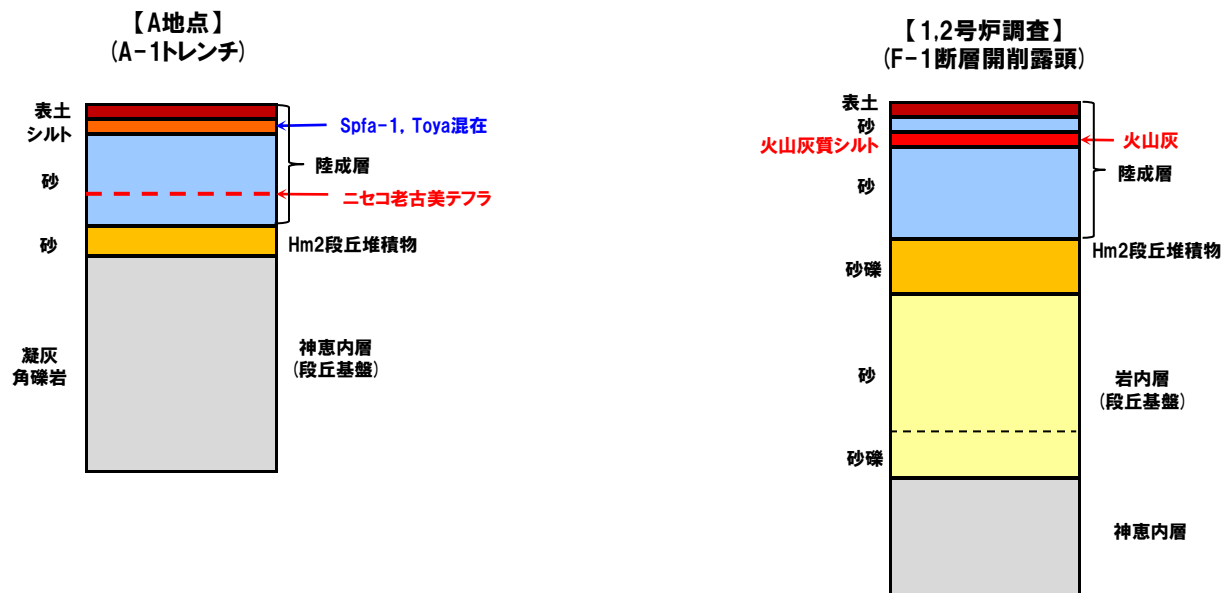 【A地点】
(A-1トレンチ)
表土
シルト
砂
砂
凝灰
角礫岩
Spfa-1, Toya混在
陸成層
ニセコ老古美テフラ
Hm2段丘堆積物
神恵内層
(段丘基盤)
【1,2号炉調査】
(F-1断層開削露頭)
表土
砂
火山灰質シルト
砂
砂礫
砂
砂礫
火山灰
陸成層
Hm2段丘堆積物
岩内層
(段丘基盤)
神恵内層